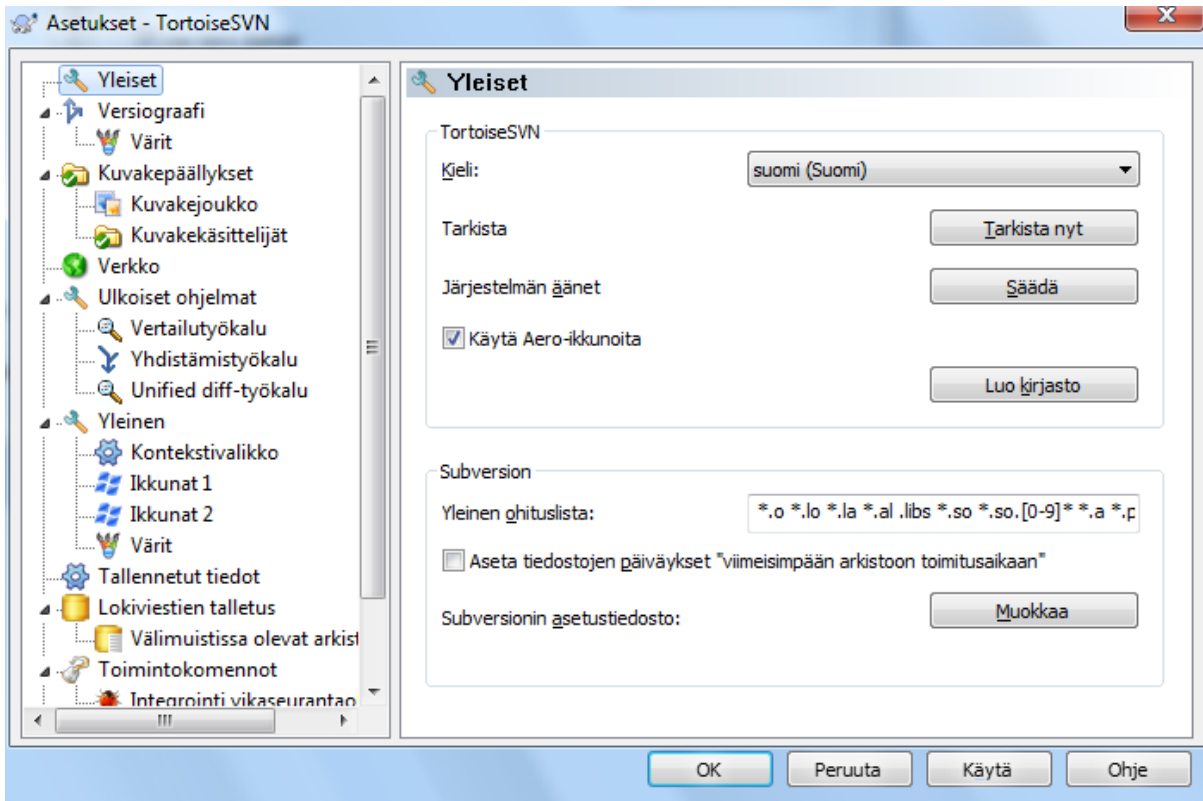 Asetukset - TortoiseSVN
Yleiset
Versiograafi
Värit
Kuvakepäällykset
Kuvakejoukko
Kuvakekäsittelijät
Verkko
Ulkoiset ohjelmat
Vertailutyökalu
Yhdistämistyökalu
Unified diff-työkalu
Yleinen
Kontekstivalikko
Ikkunat 1
Ikkunat 2
Värit
Tallennetut tiedot
Lokiviestien talletus
Välimuistissa olevat arkist
Toimintokomennot
Integrointi vikaseurantao
Yleiset
TortoiseSVN
Kieli:
suomi (Suomi)
Tarkista
Tarkista nyt
Järjestelmän äänet
Säädä
Käytä Aero-ikkunoita
Luo kirjasto
Subversion
Yleinen ohituslista:
*.o *.lo *.la *.al .libs *.so *.so.[0-9]* *.a *.p
Aseta tiedostojen päiväykset "viimeisimpään arkistoon toimitusaikaan"
Subversionin asetustiedosto:
Muokkaa
OK
Peruuta
Käytä
Ohje